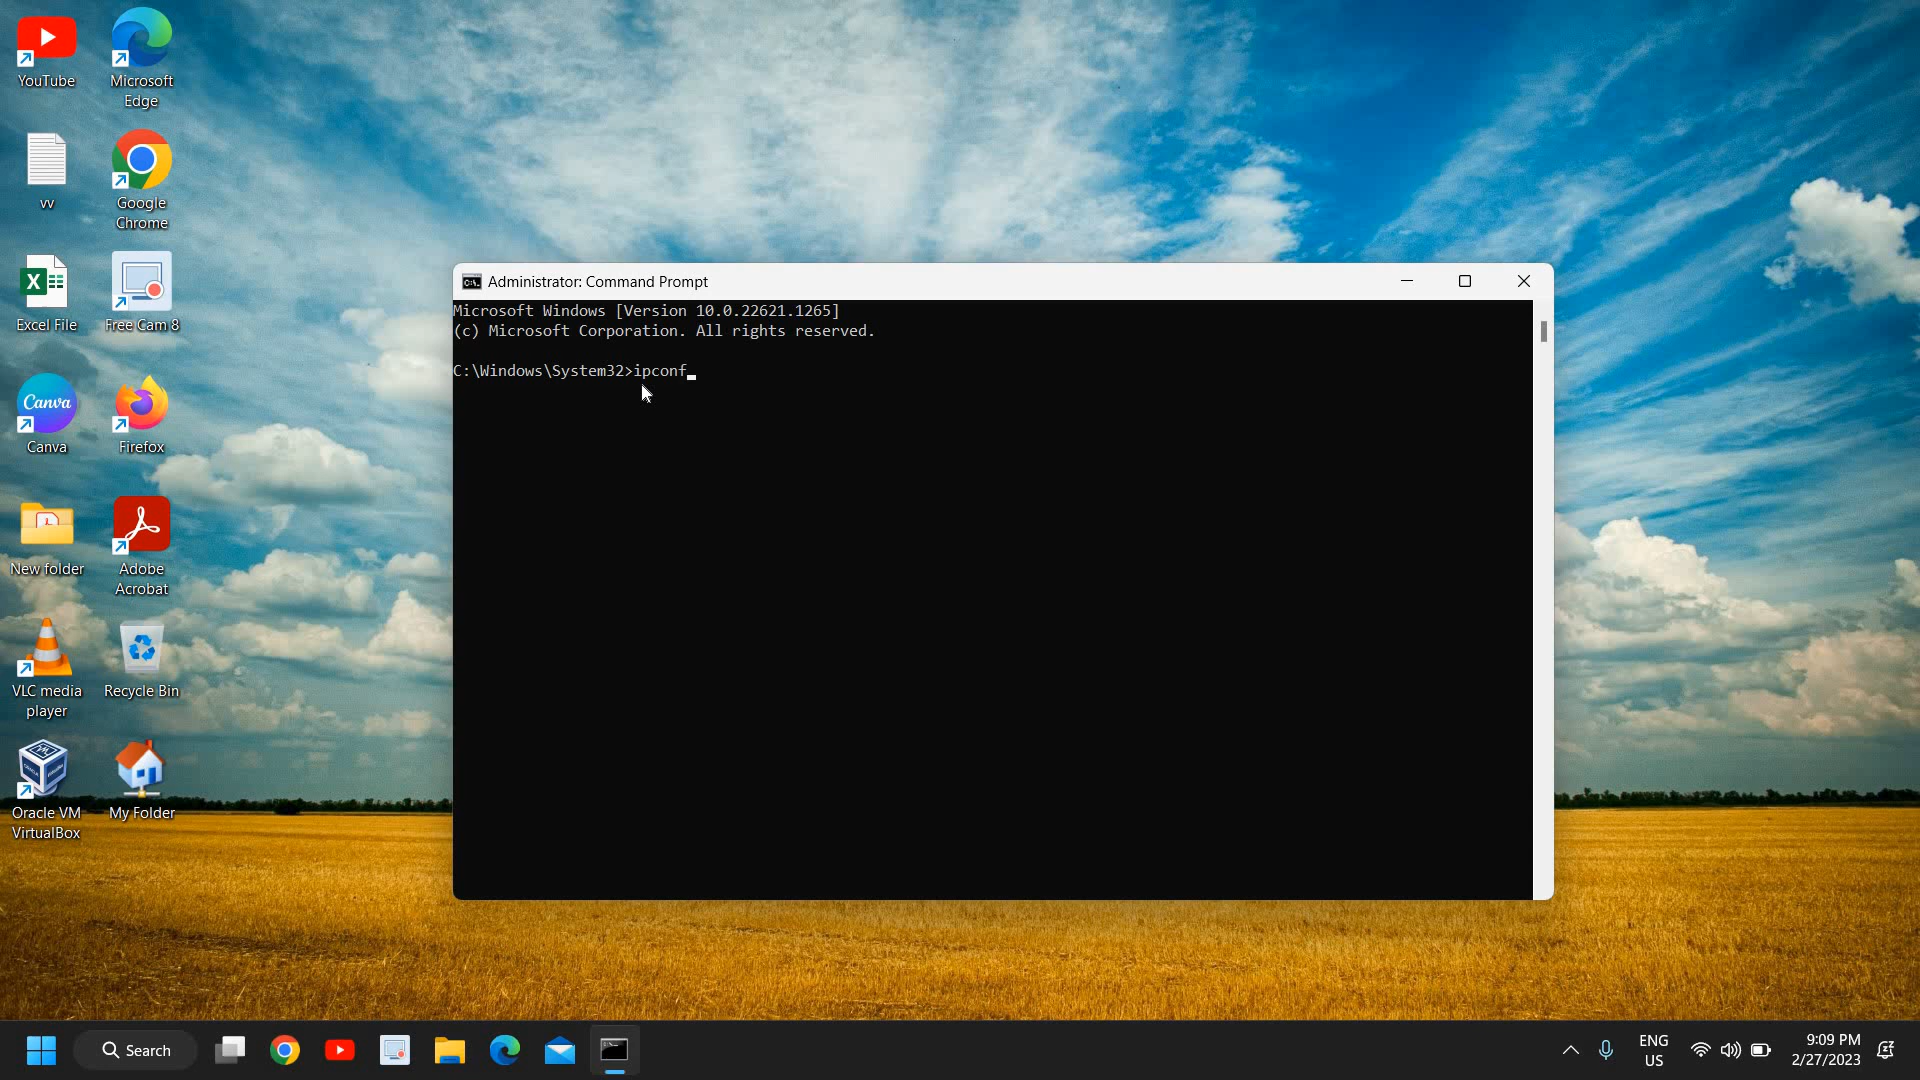 YouTube
Microsoft
Edge
vv
Google
Chrome
Excel File
Free Cam 8
Canva
Canva
Firefox
New folder
Adobe
Acrobat
VLC media
player
Recycle Bin
Oracle VM
VirtualBox
My Folder
Administrator: Command Prompt
Microsoft Windows [Version 10.0.22621.1265]
(c) Microsoft Corporation. All rights reserved.
C:\Windows\System32>ipconf
Search
ENG
US
9:09 PM
2/27/2023